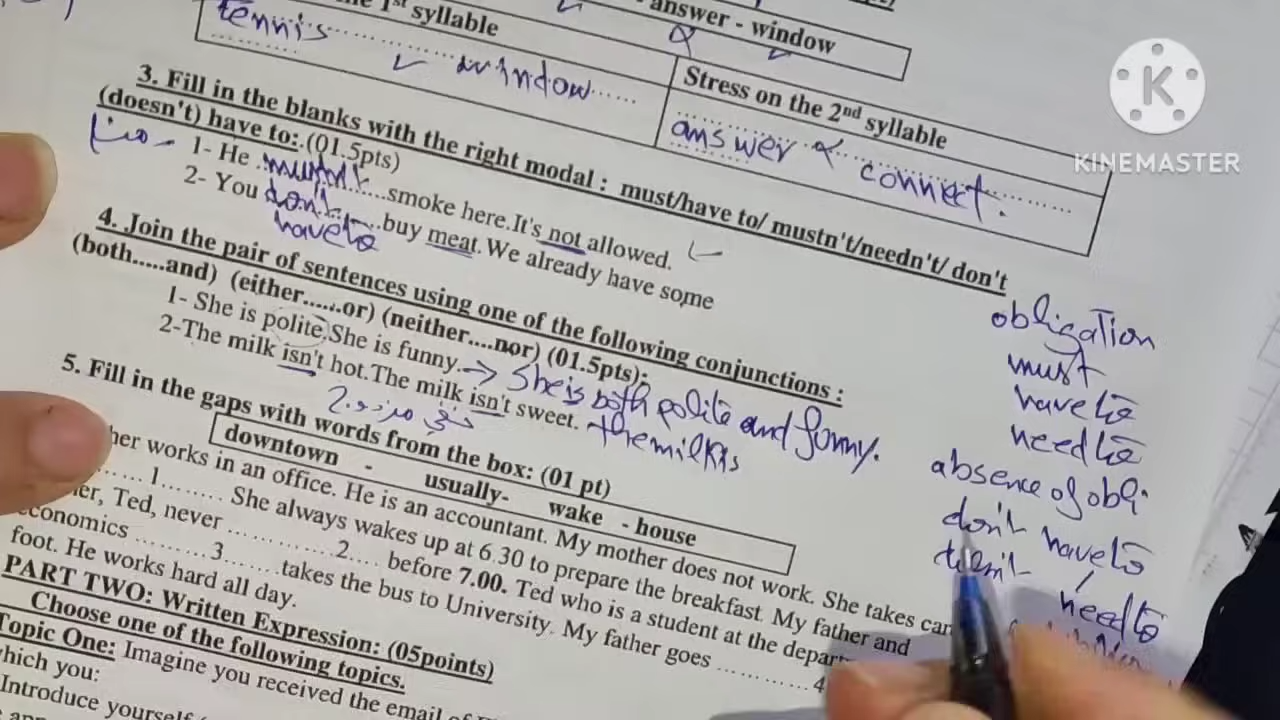 answer - window
1st syllable
Stress on the 2nd syllable
tennis
window
answer
connect.
KINEMASTER
3. Fill in the blanks with the right modal : must/have to/ mustn't/needn't/ don't
(doesn't) have to:.(01.5pts)
1- He ..mustn't....smoke here.It's not allowed.
2- You don't.....buy meat.We already have some
have to
4. Join the pair of sentences using one of the following conjunctions :
(both.....and) (either......or) (neither....nor) (01.5pts):
1- She is polite.She is funny. → She is both polite and funny.
2-The milk isn't hot.The milk isn't sweet. the milk is
5. Fill in the gaps with words from the box: (01 pt)
downtown - usually- wake - house
her works in an office. He is an accountant. My mother does not work. She takes car
........1........ She always wakes up at 6.30 to prepare the breakfast. My father and
her, Ted, never ...............2.... before 7.00. Ted who is a student at the depart
economics .........3.......takes the bus to University. My father goes ............4
foot. He works hard all day.
PART TWO: Written Expression: (05points)
Choose one of the following topics.
Topic One: Imagine you received the email of
which you:
Introduce yourself
obligation
must
have to
need to
absence of obli
don't have to
need to